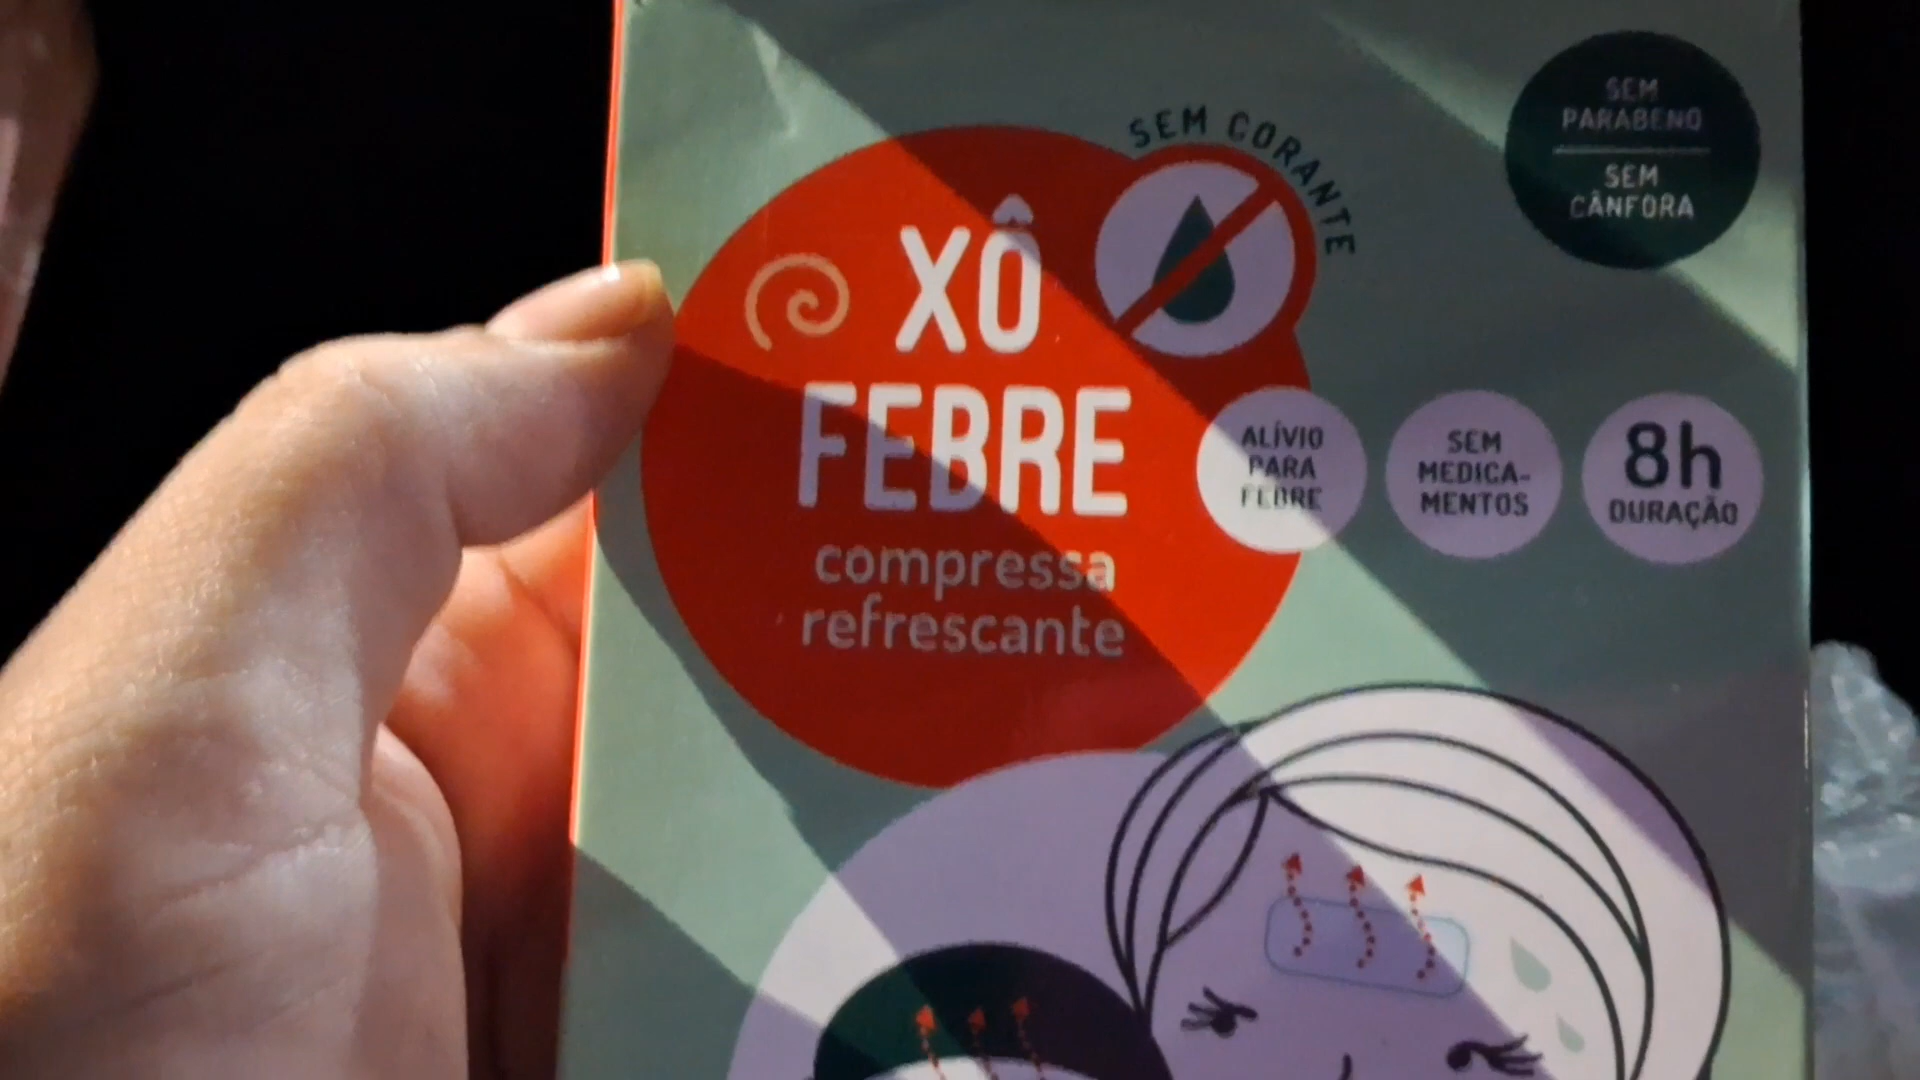 SEM CORANTE
SEM
PARABENO
SEM
CÂNFORA
XÔ
FEBRE
compressa
refrescante
ALÍVIO
PARA
FEBRE
SEM
MEDICA-
MENTOS
8h
DURAÇÃO